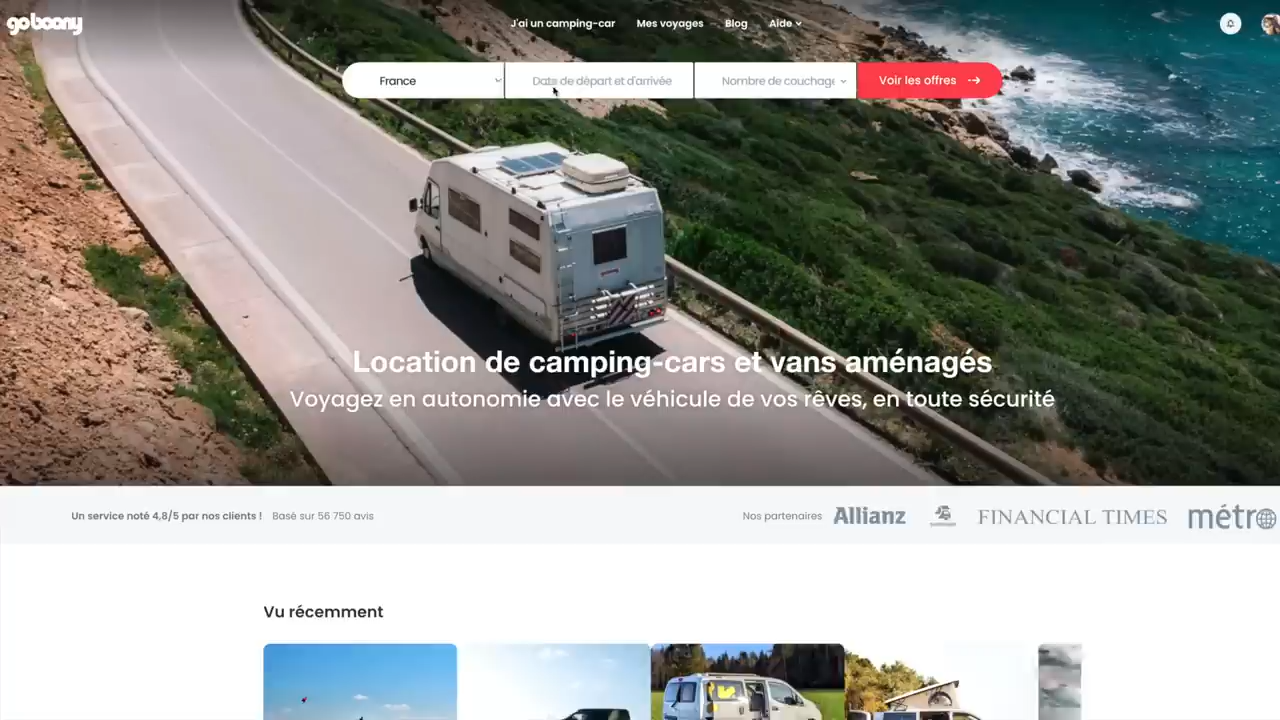 goboony
J'ai un camping-car
Mes voyages
Blog
Aide
France
Date de départ et d'arrivée
Nombre de couchage
Voir les offres
Location de camping-cars et vans aménagés
Voyagez en autonomie avec le véhicule de vos rêves, en toute sécurité
Un service noté 4,8/5 par nos clients ! Basé sur 56 750 avis
Nos partenaires
Allianz
FINANCIAL TIMES
métro
Vu récemment